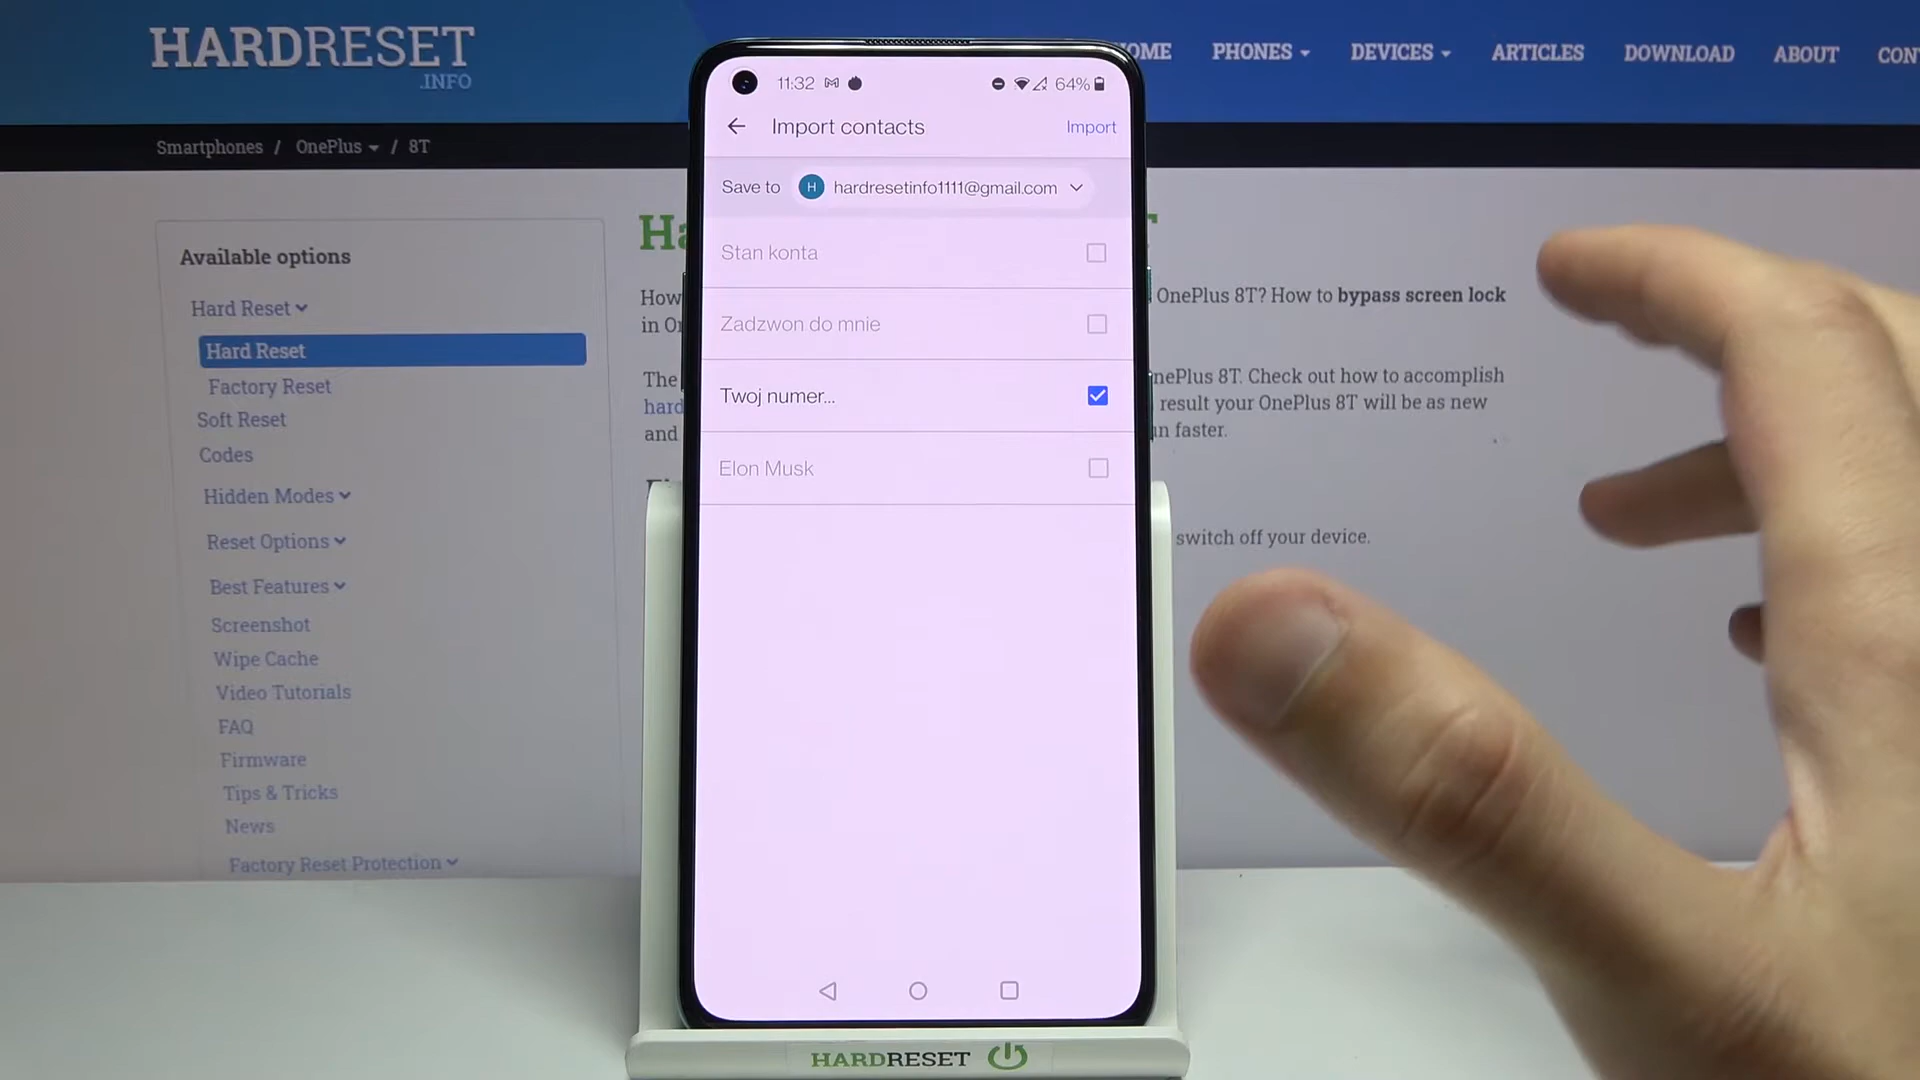 HARDRESET
.INFO
HOME PHONES DEVICES ARTICLES DOWNLOAD ABOUT
Smartphones / OnePlus / 8T
Available options
Hard Reset
Hard Reset
Factory Reset
Soft Reset
Codes
Hidden Modes
Reset Options
Best Features
Screenshot
Wipe Cache
Video Tutorials
FAQ
Firmware
Tips & Tricks
News
Factory Reset Protection
11:32 64%
Import contacts Import
Save to H hardresetinfo1111@gmail.com
Stan konta
Zadzwon do mnie
Twoj numer...
Elon Musk
How OnePlus 8T? How to bypass screen lock
in
The OnePlus 8T. Check out how to accomplish
hard result your OnePlus 8T will be as new
and faster.
switch off your device.
HARDRESET